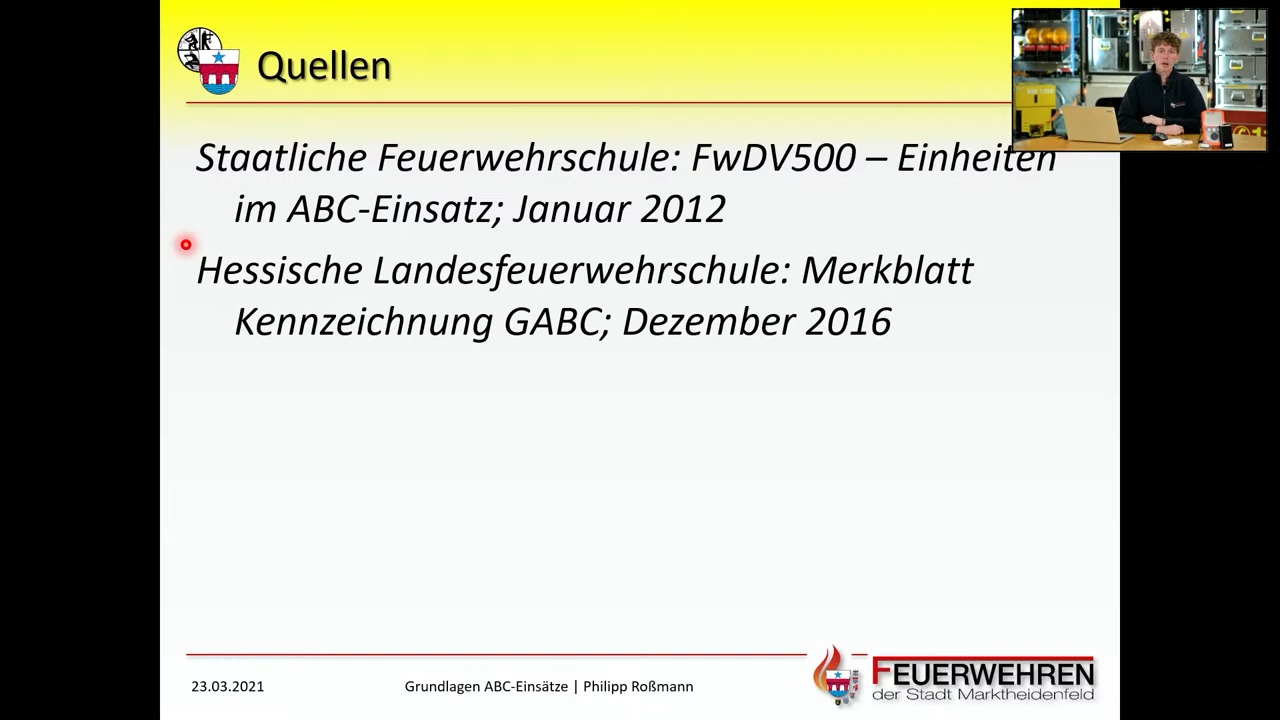 Quellen
Staatliche Feuerwehrschule: FwDV500 – Einheiten
im ABC-Einsatz; Januar 2012
Hessische Landesfeuerwehrschule: Merkblatt
Kennzeichnung GABC; Dezember 2016
23.03.2021
Grundlagen ABC-Einsätze | Philipp Roßmann
FEUERWEHREN
der Stadt Marktheidenfeld